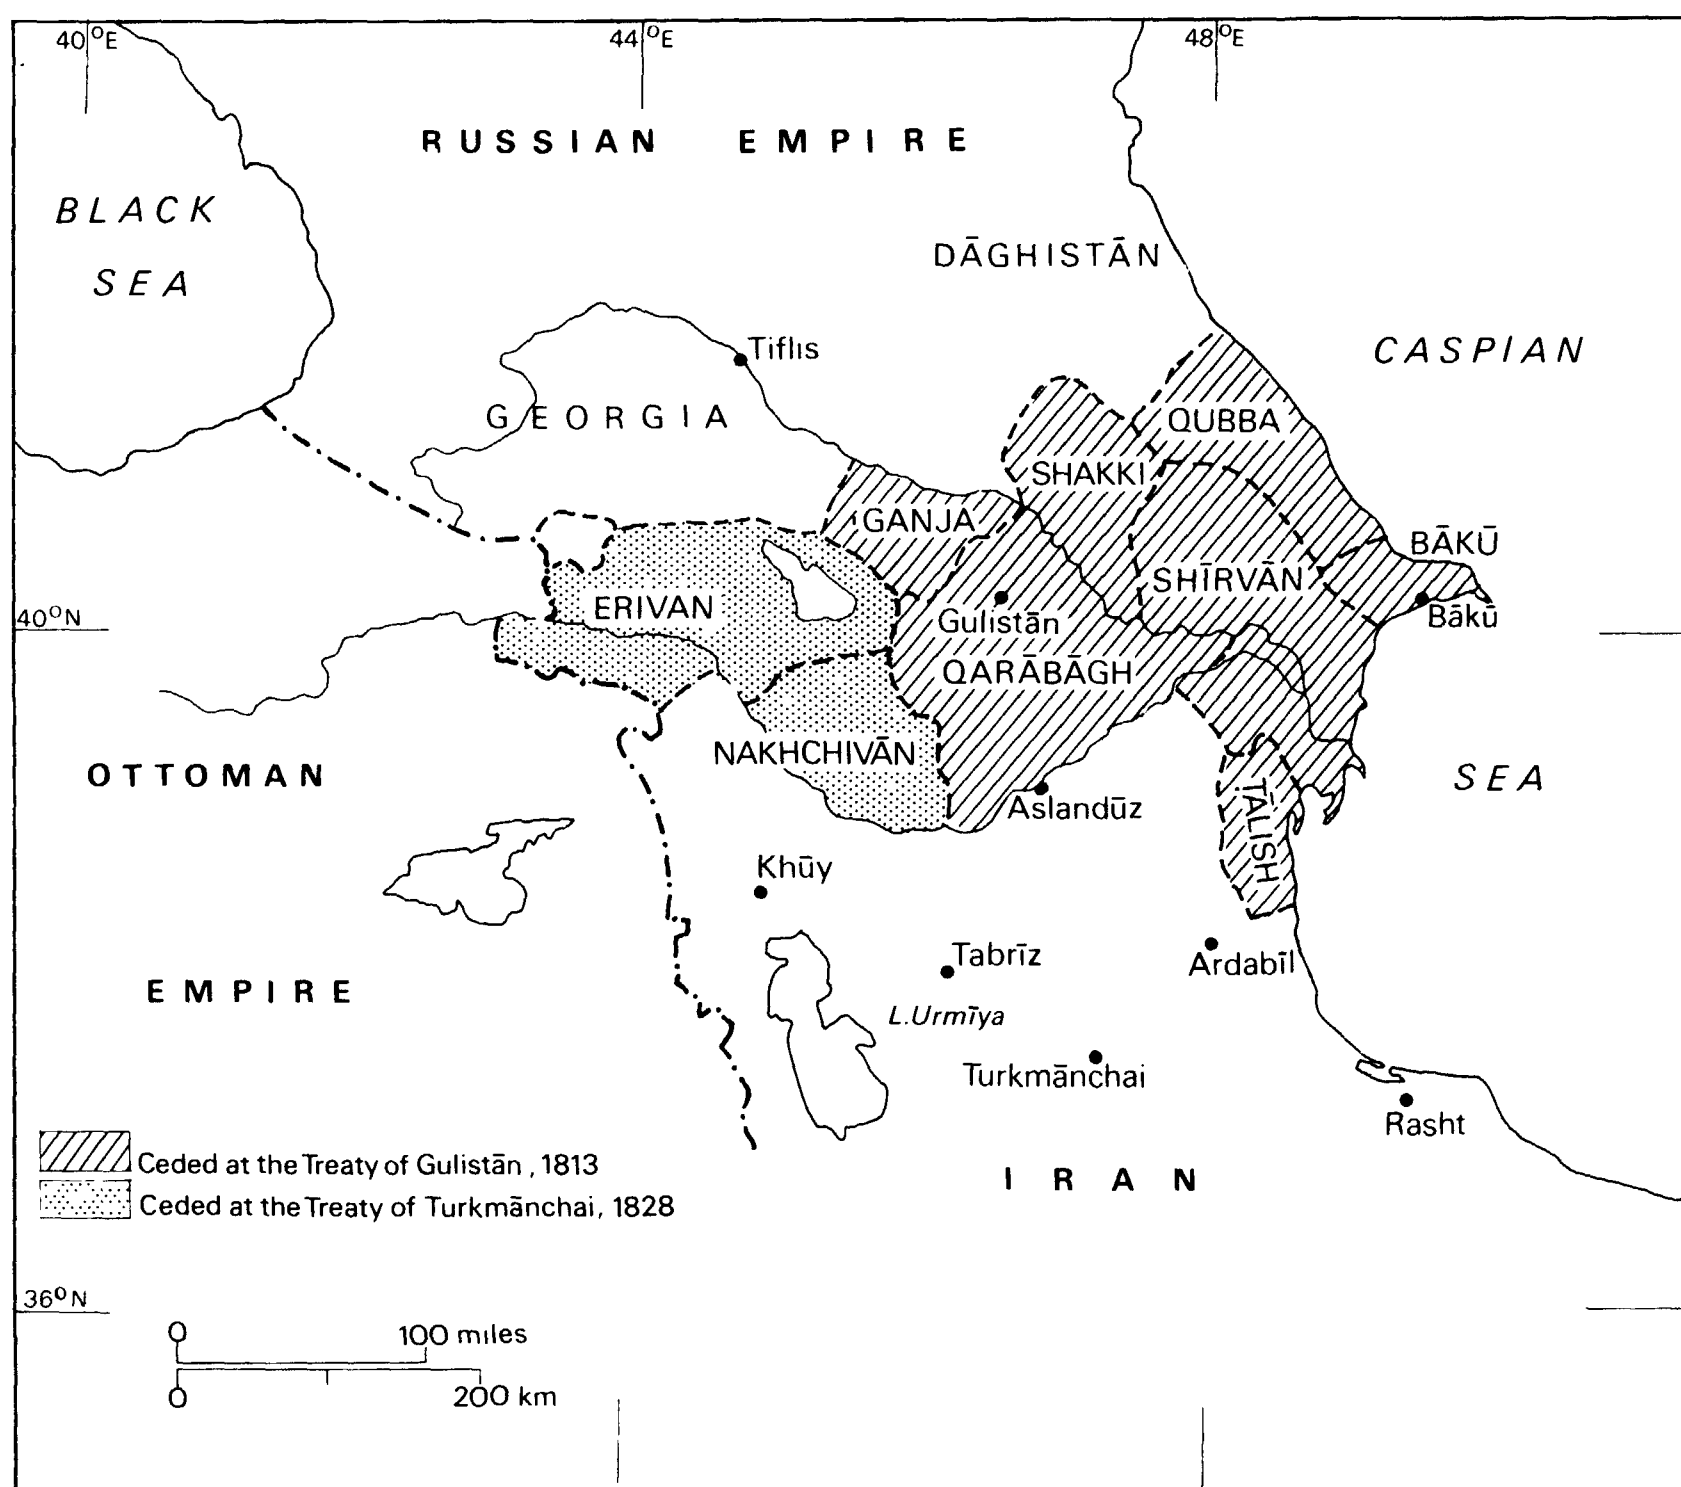 40°E 44°E 48°E
RUSSIAN EMPIRE
BLACK
SEA
DĀGHISTĀN
Tiflis
CASPIAN
GEORGIA
QUBBA
SHAKKI
GANJA
BĀKŪ
SHĪRVĀN
ERIVAN
Gulistān
Bākū
40°N
QARĀBĀGH
NAKHCHIVĀN
OTTOMAN
SEA
Aslandūz
TĀLISH
Khūy
Tabrīz
Ardabīl
EMPIRE
L.Urmīya
Turkmānchai
Rasht
Ceded at the Treaty of Gulistān, 1813
IRAN
Ceded at the Treaty of Turkmānchai, 1828
36°N
0 100 miles
0 200 km